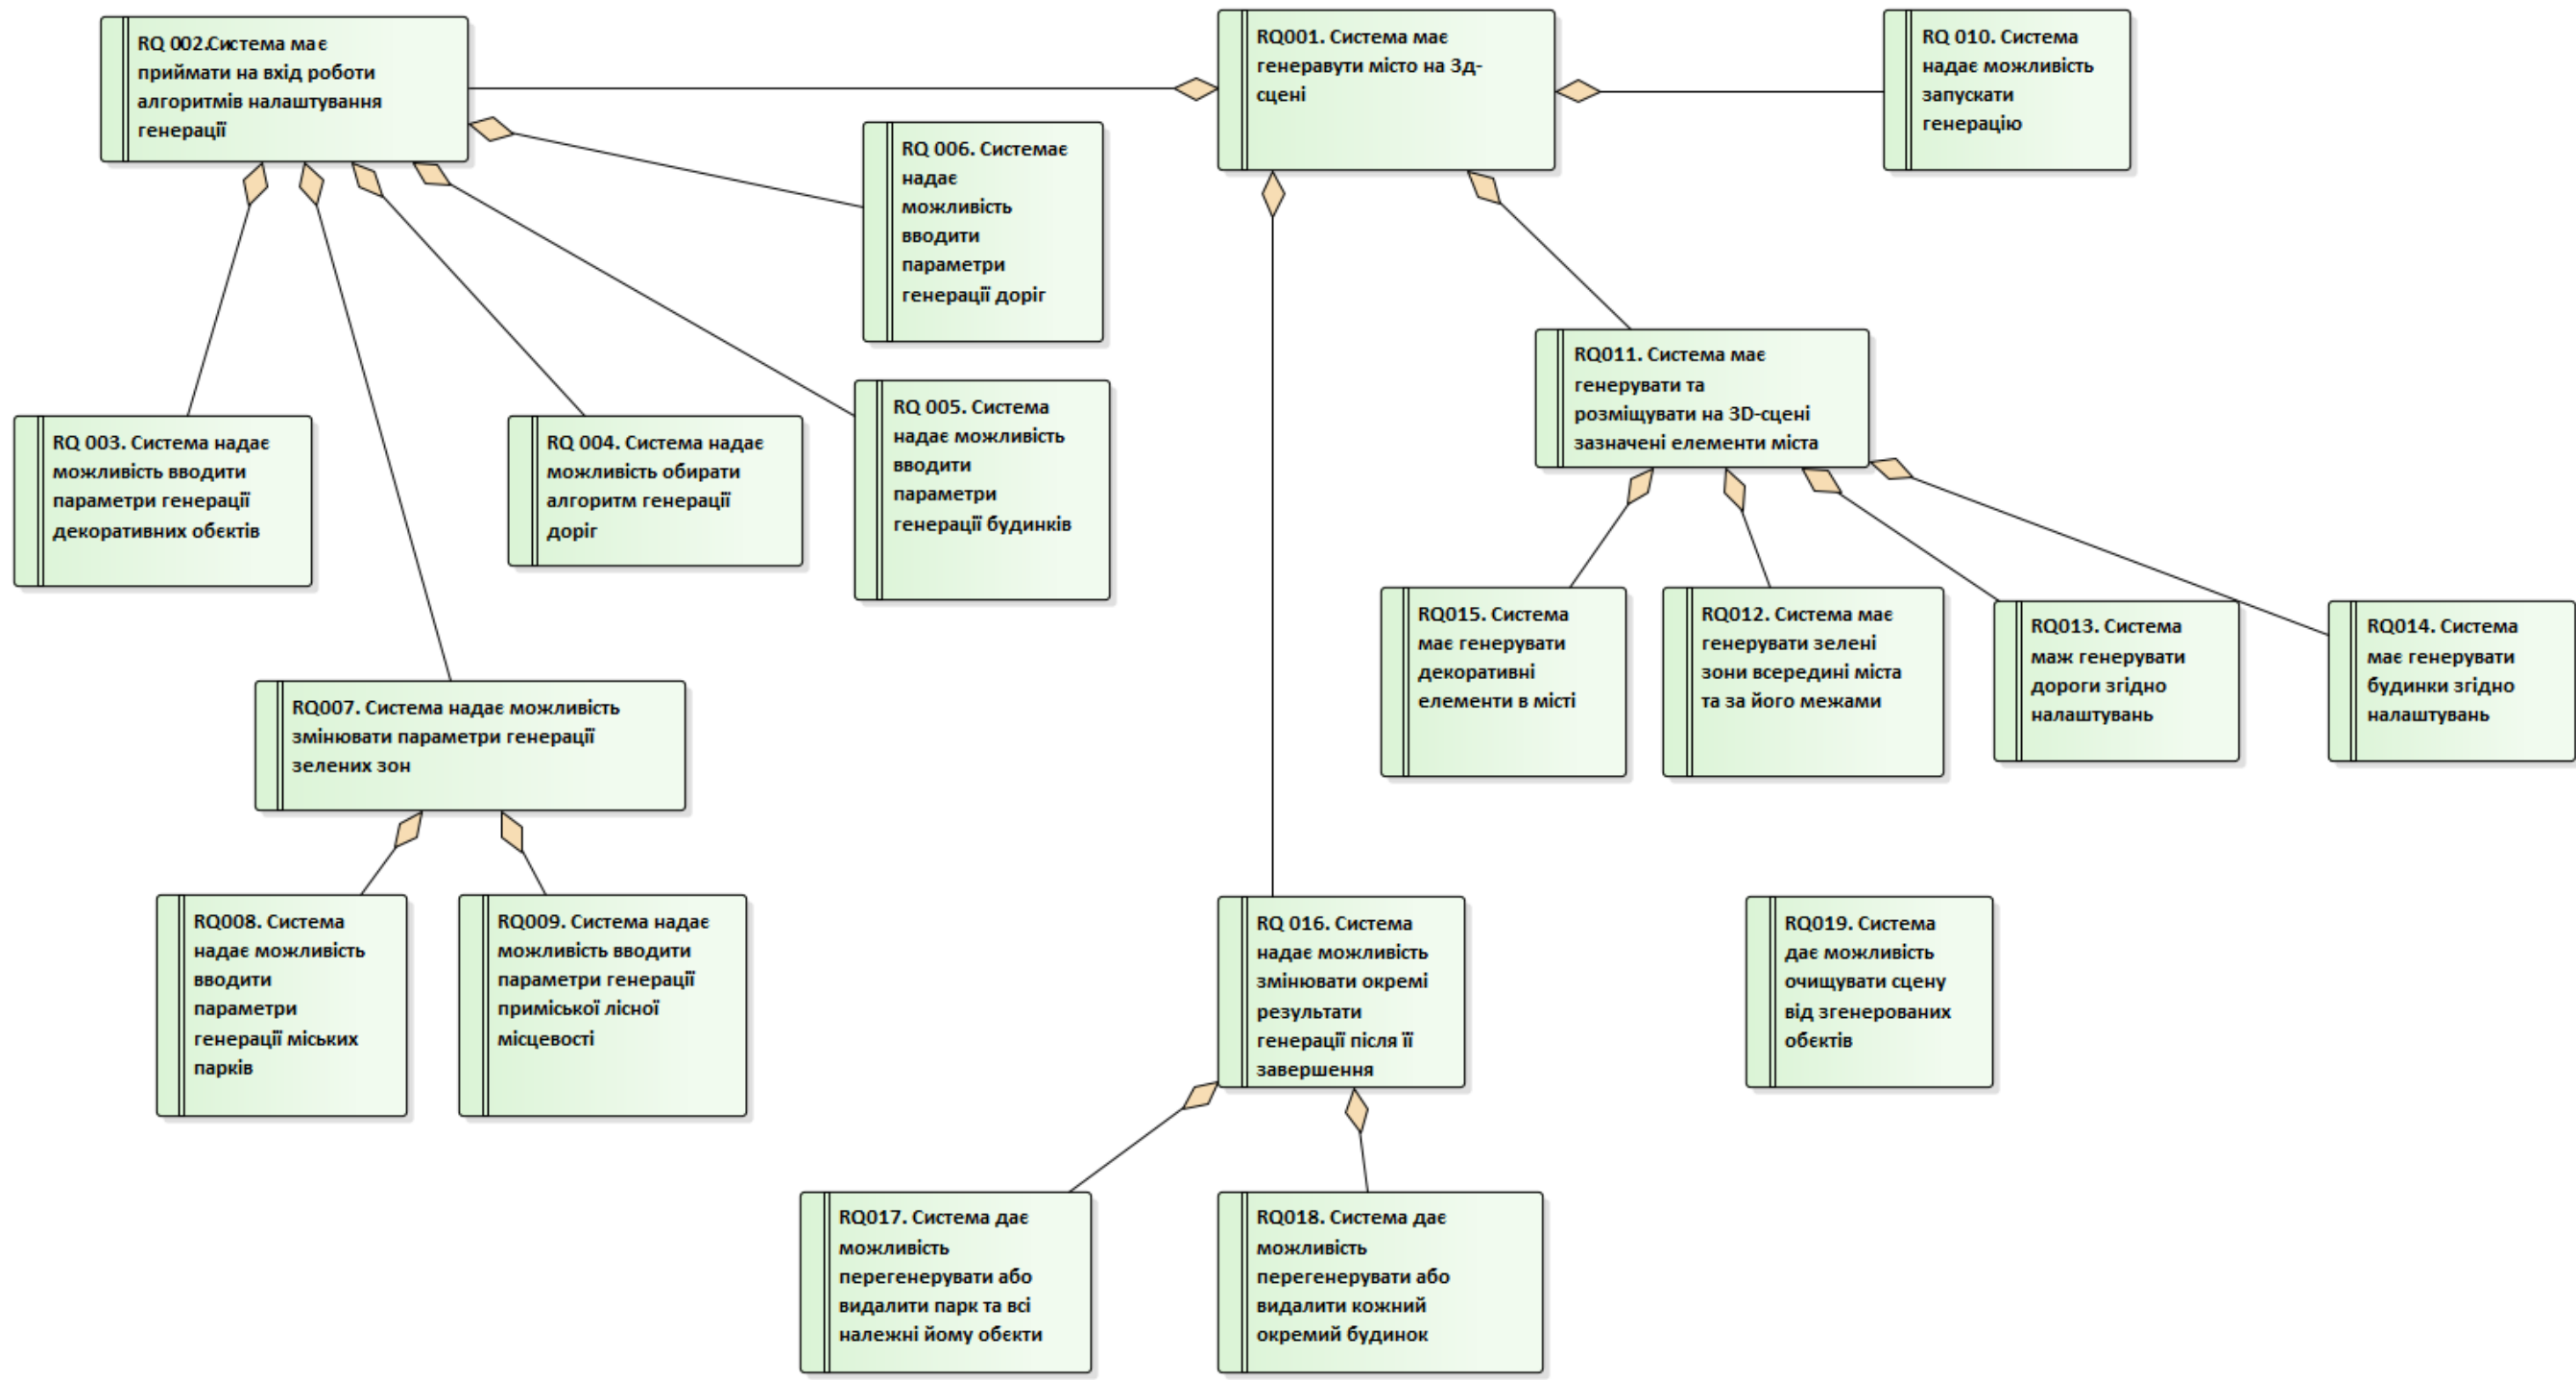 RQ 002.Система має
приймати на вхід роботи
алгоритмів налаштування
генерації
RQ001. Система має
генеравути місто на 3д-
сцені
RQ 010. Система
надає можливість
запускати
генерацію
RQ 006. Системає
надає
можливість
вводити
параметри
генерації доріг
RQ011. Система має
генерувати та
розміщувати на 3D-сцені
зазначені елементи міста
RQ 003. Система надає
можливість вводити
параметри генерації
декоративних обєктів
RQ 004. Система надає
можливість обирати
алгоритм генерації
доріг
RQ 005. Система
надає можливість
вводити
параметри
генерації будинків
RQ015. Система
має генерувати
декоративні
елементи в місті
RQ012. Система має
генерувати зелені
зони всередині міста
та за його межами
RQ013. Система
маж генерувати
дороги згідно
налаштувань
RQ014. Система
має генерувати
будинки згідно
налаштувань
RQ007. Система надає можливість
змінювати параметри генерації
зелених зон
RQ008. Система
надає можливість
вводити
параметри
генерації міських
парків
RQ009. Система надає
можливість вводити
параметри генерації
приміської лісної
місцевості
RQ 016. Система
надає можливість
змінювати окремі
результати
генерації після її
завершення
RQ019. Система
дає можливість
очищувати сцену
від згенерованих
обєктів
RQ017. Система дає
можливість
перегенерувати або
видалити парк та всі
належні йому обєкти
RQ018. Система дає
можливість
перегенерувати або
видалити кожний
окремий будинок